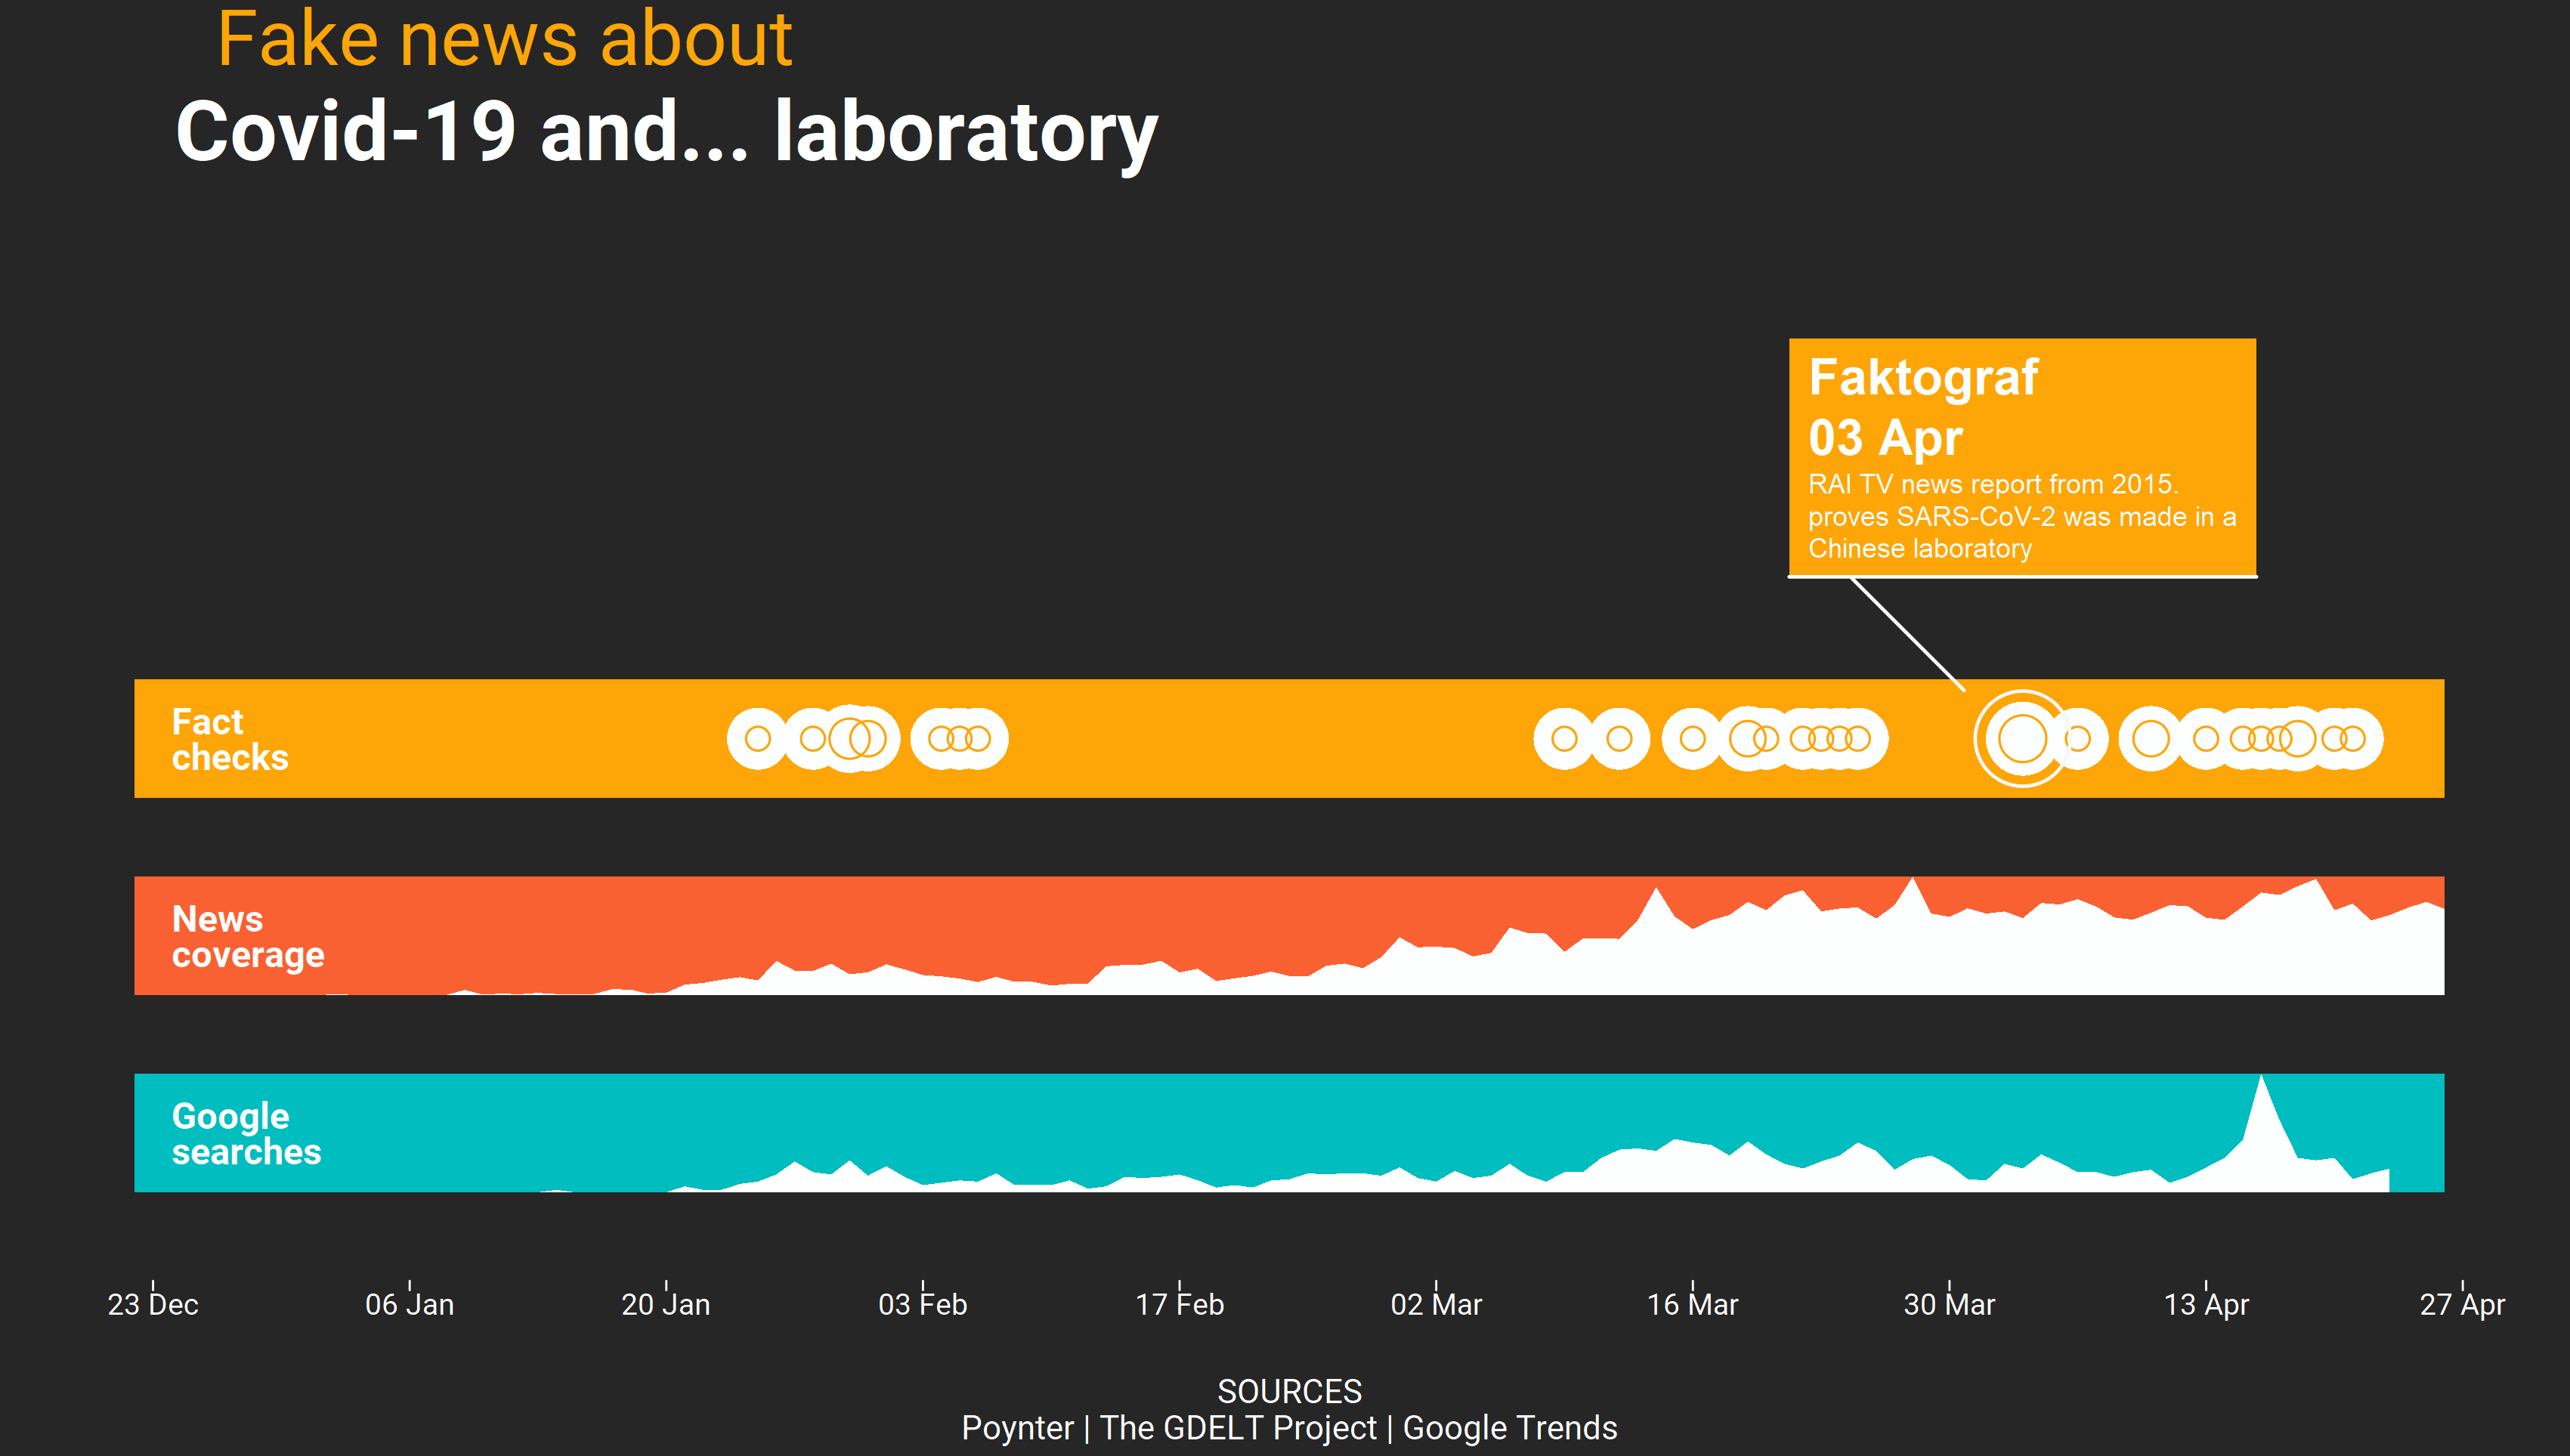 Fake news about
Covid-19 and... laboratory
Faktograf
03 Apr
RAI TV news report from 2015.
proves SARS-CoV-2 was made in a
Chinese laboratory
Fact
checks
News
coverage
Google
searches
23 Dec
06 Jan
20 Jan
03 Feb
17 Feb
02 Mar
16 Mar
30 Mar
13 Apr
27 Apr
SOURCES
Poynter | The GDELT Project | Google Trends